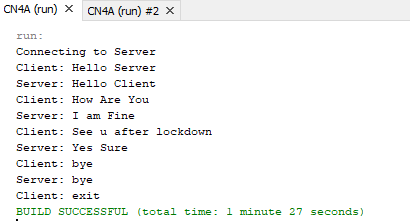 CN4A (run) × CN4A (run) #2 ×
run:
Connecting to Server
Client: Hello Server
Server: Hello Client
Client: How Are You
Server: I am Fine
Client: See u after lockdown
Server: Yes Sure
Client: bye
Server: bye
Client: exit
BUILD SUCCESSFUL (total time: 1 minute 27 seconds)